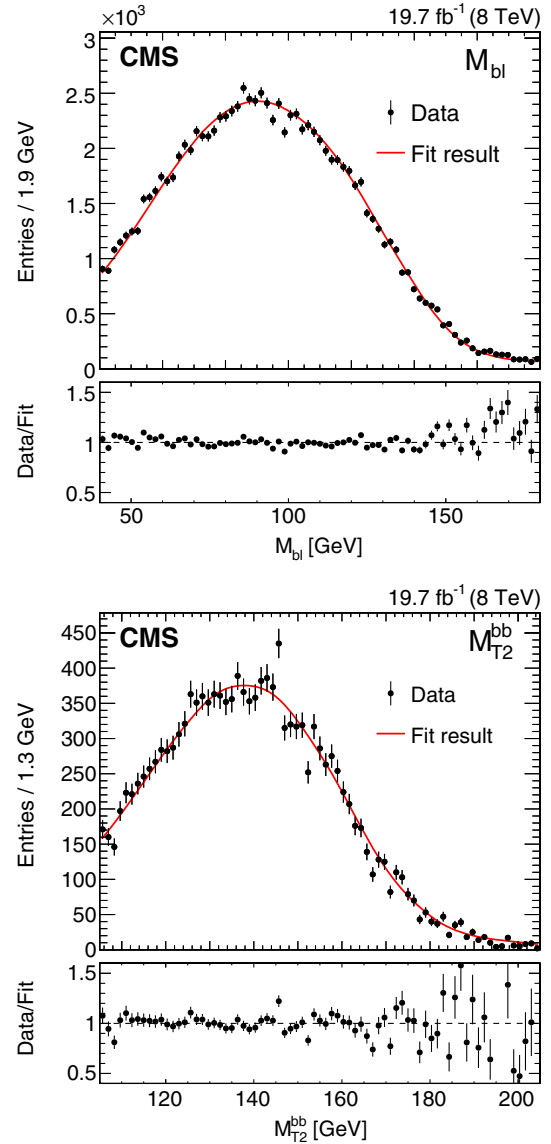 ×10³
19.7 fb⁻¹ (8 TeV)
CMS
M_bl
Data
Fit result
Entries / 1.9 GeV
3
2.5
2
1.5
1
0.5
0
Data/Fit
1.5
1
0.5
50
100
150
M_bl [GeV]
19.7 fb⁻¹ (8 TeV)
CMS
M_T2^bb
Data
Fit result
Entries / 1.3 GeV
450
400
350
300
250
200
150
100
50
0
Data/Fit
1.5
1
0.5
120
140
160
180
200
M_T2^bb [GeV]